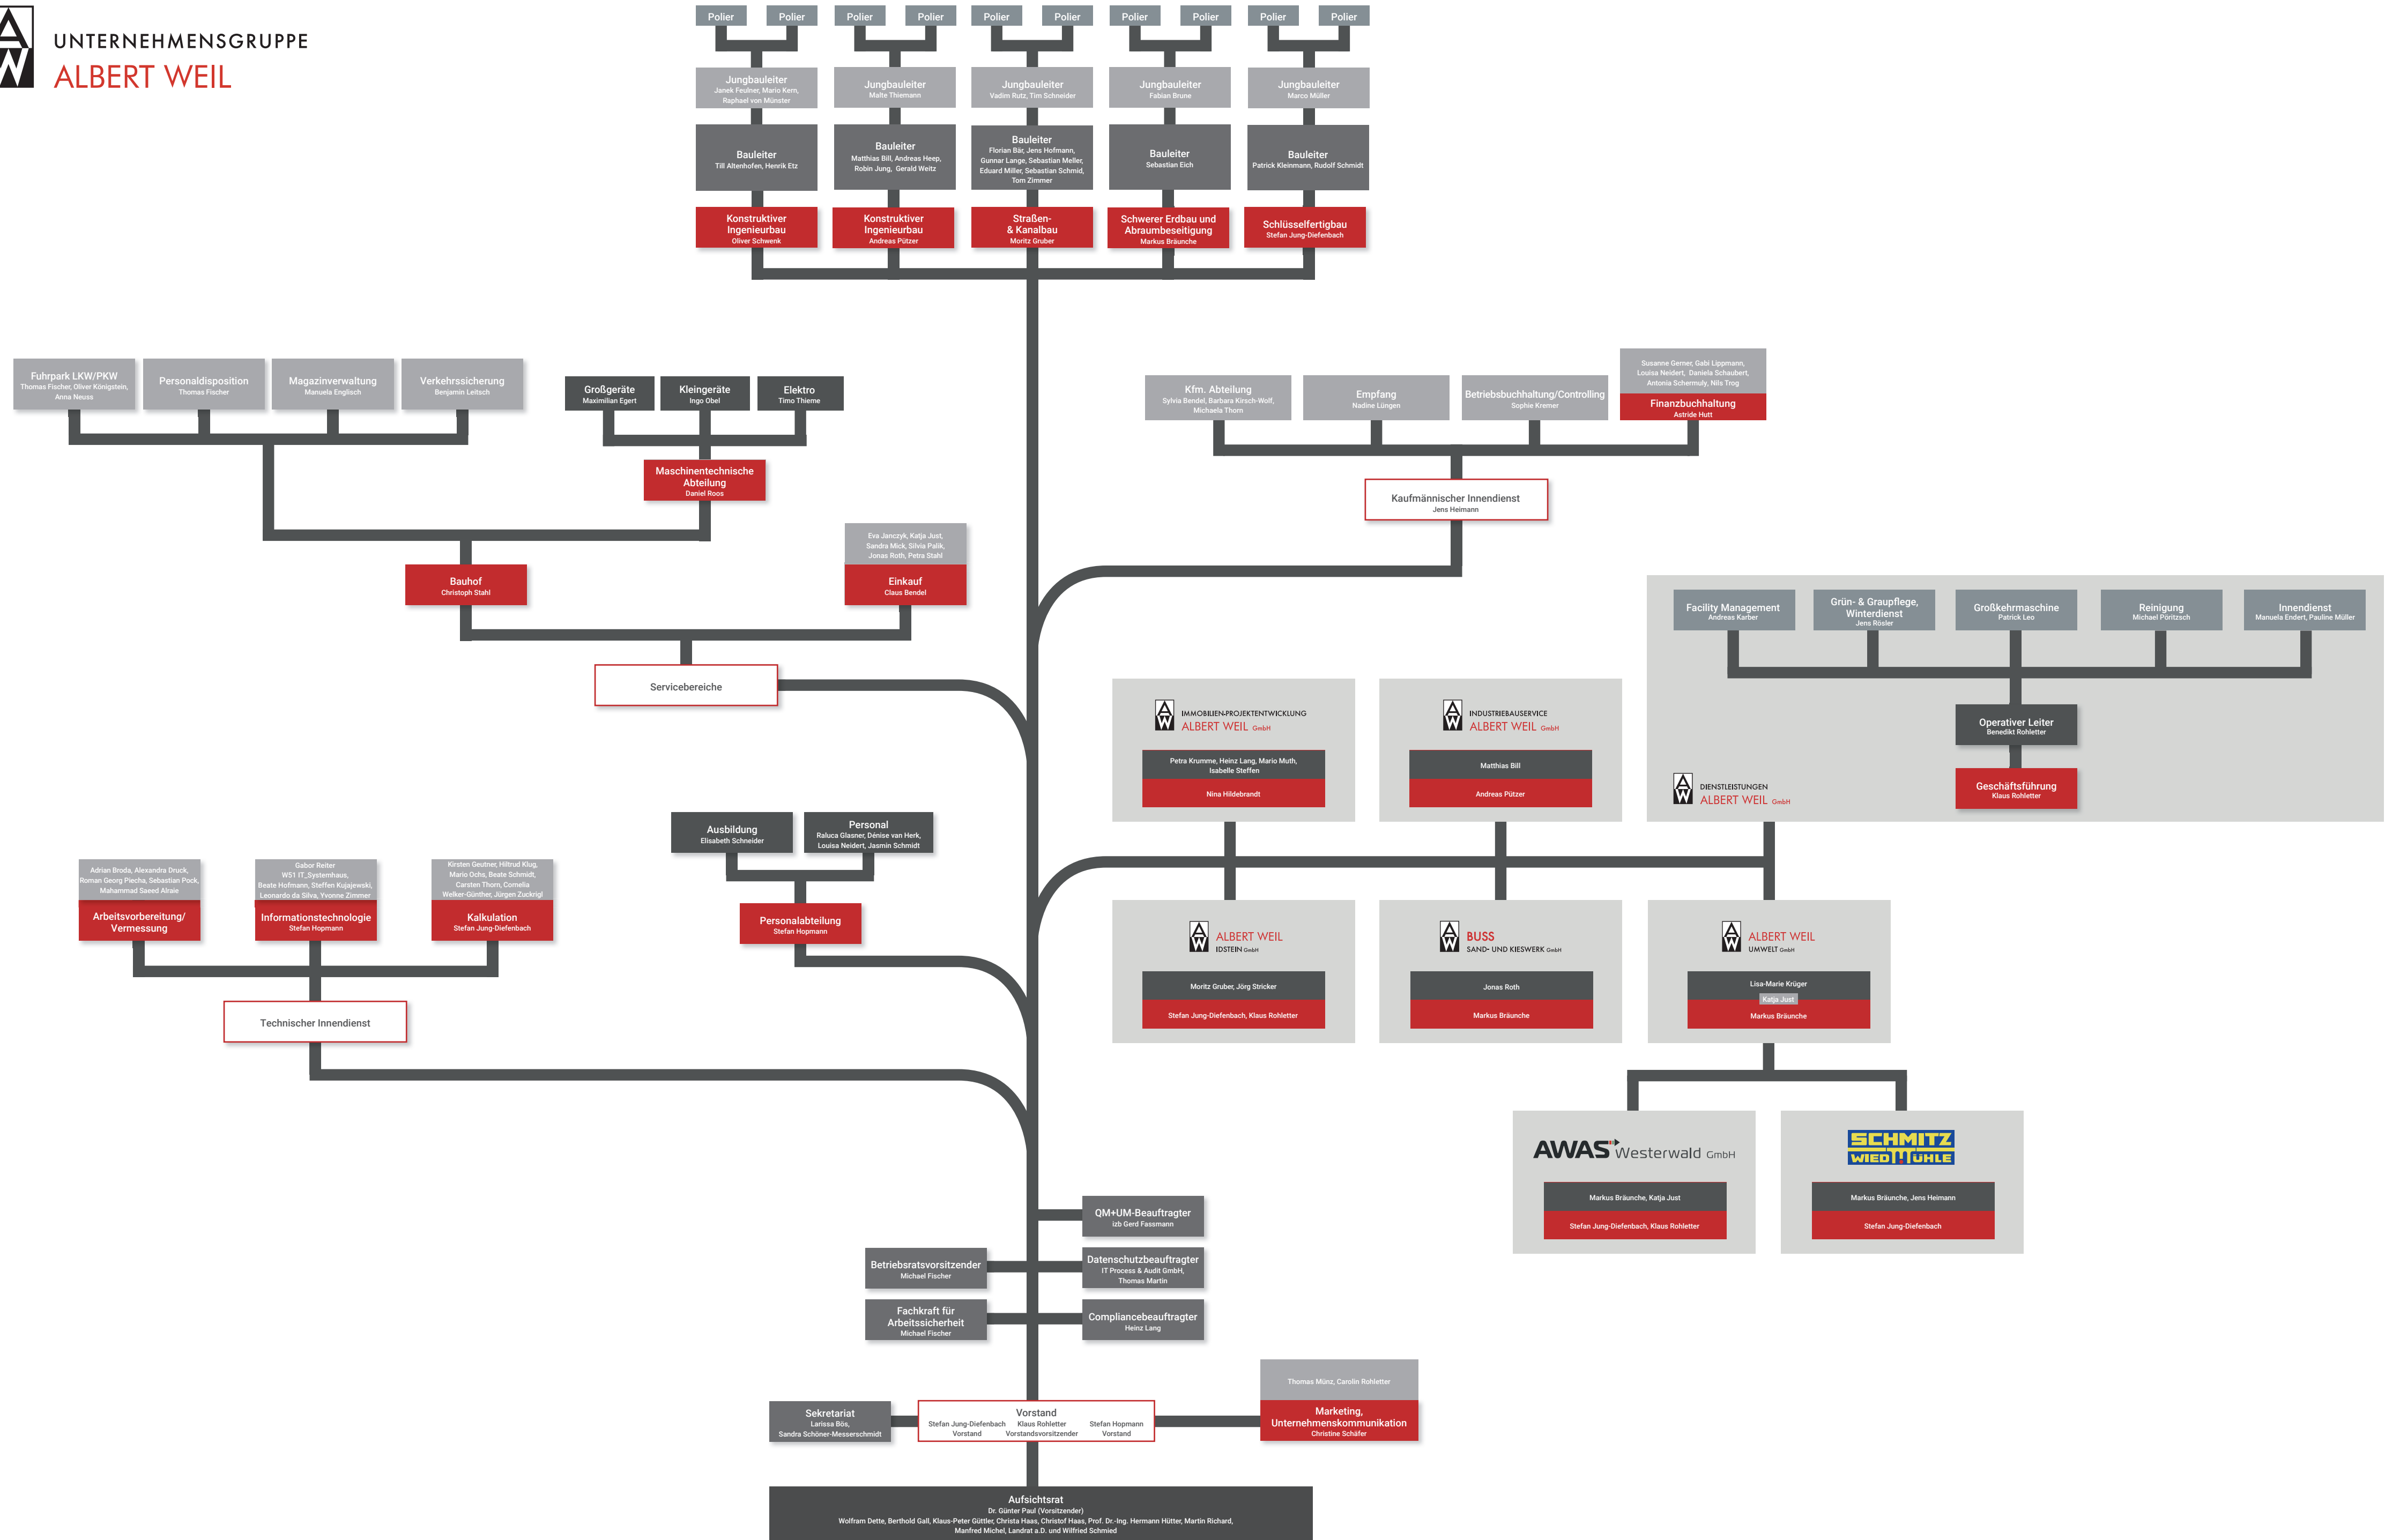 UNTERNEHMENSGRUPPE
ALBERT WEIL
Polier
Polier
Polier
Polier
Polier
Polier
Polier
Polier
Polier
Polier
Jungbauleiter
Janek Feulner, Mario Kern,
Raphael von Münster
Jungbauleiter
Malte Thiemann
Jungbauleiter
Vadim Rutz, Tim Schneider
Jungbauleiter
Fabian Brune
Jungbauleiter
Marco Müller
Bauleiter
Till Altenhofen, Henrik Etz
Bauleiter
Matthias Bill, Andreas Heep,
Robin Jung, Gerald Weitz
Bauleiter
Florian Bär, Jens Hofmann,
Gunnar Lange, Sebastian Meller,
Eduard Miller, Sebastian Schmid,
Tom Zimmer
Bauleiter
Sebastian Eich
Bauleiter
Patrick Kleinmann, Rudolf Schmidt
Konstruktiver
Ingenieurbau
Oliver Schwenk
Konstruktiver
Ingenieurbau
Andreas Pützer
Straßen-
& Kanalbau
Moritz Gruber
Schwerer Erdbau und
Abraumbeseitigung
Markus Bräunche
Schlüsselfertigbau
Stefan Jung-Diefenbach
Fuhrpark LKW/PKW
Thomas Fischer, Oliver Königstein,
Anna Neuss
Personaldisposition
Thomas Fischer
Magazinverwaltung
Manuela Englisch
Verkehrssicherung
Benjamin Leitsch
Großgeräte
Maximilian Egert
Kleingeräte
Ingo Obel
Elektro
Timo Thieme
Maschinentechnische
Abteilung
Daniel Roos
Bauhof
Christoph Stahl
Eva Janczyk, Katja Just,
Sandra Mick, Silvia Palik,
Jonas Roth, Petra Stahl
Einkauf
Claus Bendel
Servicebereiche
Kfm. Abteilung
Sylvia Bendel, Barbara Kirsch-Wolf,
Michaela Thorn
Empfang
Nadine Lüngen
Betriebsbuchhaltung/Controlling
Sophie Kremer
Susanne Gerner, Gabi Lippmann,
Louisa Neidert, Daniela Schaubert,
Antonia Schermuly, Nils Trog
Finanzbuchhaltung
Astride Hutt
Kaufmännischer Innendienst
Jens Heimann
Facility Management
Andreas Karber
Grün- & Graupflege,
Winterdienst
Jens Rösler
Großkehrmaschine
Patrick Leo
Reinigung
Michael Pöritzsch
Innendienst
Manuela Endert, Pauline Müller
Operativer Leiter
Benedikt Rohletter
Geschäftsführung
Klaus Rohletter
DIENSTLEISTUNGEN
ALBERT WEIL GmbH
IMMOBILIEN-PROJEKTENTWICKLUNG
ALBERT WEIL GmbH
Petra Krumme, Heinz Lang, Mario Muth,
Isabelle Steffen
Nina Hildebrandt
INDUSTRIEBAUSERVICE
ALBERT WEIL GmbH
Matthias Bill
Andreas Pützer
Ausbildung
Elisabeth Schneider
Personal
Raluca Glasner, Dénise van Herk,
Louisa Neidert, Jasmin Schmidt
Personalabteilung
Stefan Hopmann
Adrian Broda, Alexandra Druck,
Roman Georg Piecha, Sebastian Pock,
Mahammad Saeed Alraie
Arbeitsvorbereitung/
Vermessung
Gabor Reiter
W51 IT_Systemhaus,
Beate Hofmann, Steffen Kujajewski,
Leonardo da Silva, Yvonne Zimmer
Informationstechnologie
Stefan Hopmann
Kirsten Geutner, Hiltrud Klug,
Mario Ochs, Beate Schmidt,
Carsten Thorn, Cornelia
Welker-Günther, Jürgen Zuckrigl
Kalkulation
Stefan Jung-Diefenbach
Technischer Innendienst
ALBERT WEIL
IDSTEIN GmbH
Moritz Gruber, Jörg Stricker
Stefan Jung-Diefenbach, Klaus Rohletter
BUSS
SAND- UND KIESWERK GmbH
Jonas Roth
Markus Bräunche
ALBERT WEIL
UMWELT GmbH
Lisa-Marie Krüger
Katja Just
Markus Bräunche
AWAS Westerwald GmbH
Markus Bräunche, Katja Just
Stefan Jung-Diefenbach, Klaus Rohletter
SCHMITZ
WIEDMÜHLE
Markus Bräunche, Jens Heimann
Stefan Jung-Diefenbach
QM+UM-Beauftragter
izb Gerd Fassmann
Betriebsratsvorsitzender
Michael Fischer
Datenschutzbeauftragter
IT Process & Audit GmbH,
Thomas Martin
Fachkraft für
Arbeitssicherheit
Michael Fischer
Compliancebeauftragter
Heinz Lang
Thomas Münz, Carolin Rohletter
Marketing,
Unternehmenskommunikation
Christine Schäfer
Sekretariat
Larissa Bös,
Sandra Schöner-Messerschmidt
Vorstand
Stefan Jung-Diefenbach Klaus Rohletter Stefan Hopmann
Vorstand Vorstandsvorsitzender Vorstand
Aufsichtsrat
Dr. Günter Paul (Vorsitzender)
Wolfram Dette, Berthold Gall, Klaus-Peter Güttler, Christa Haas, Christof Haas, Prof. Dr.-Ing. Hermann Hütter, Martin Richard,
Manfred Michel, Landrat a.D. und Wilfried Schmied